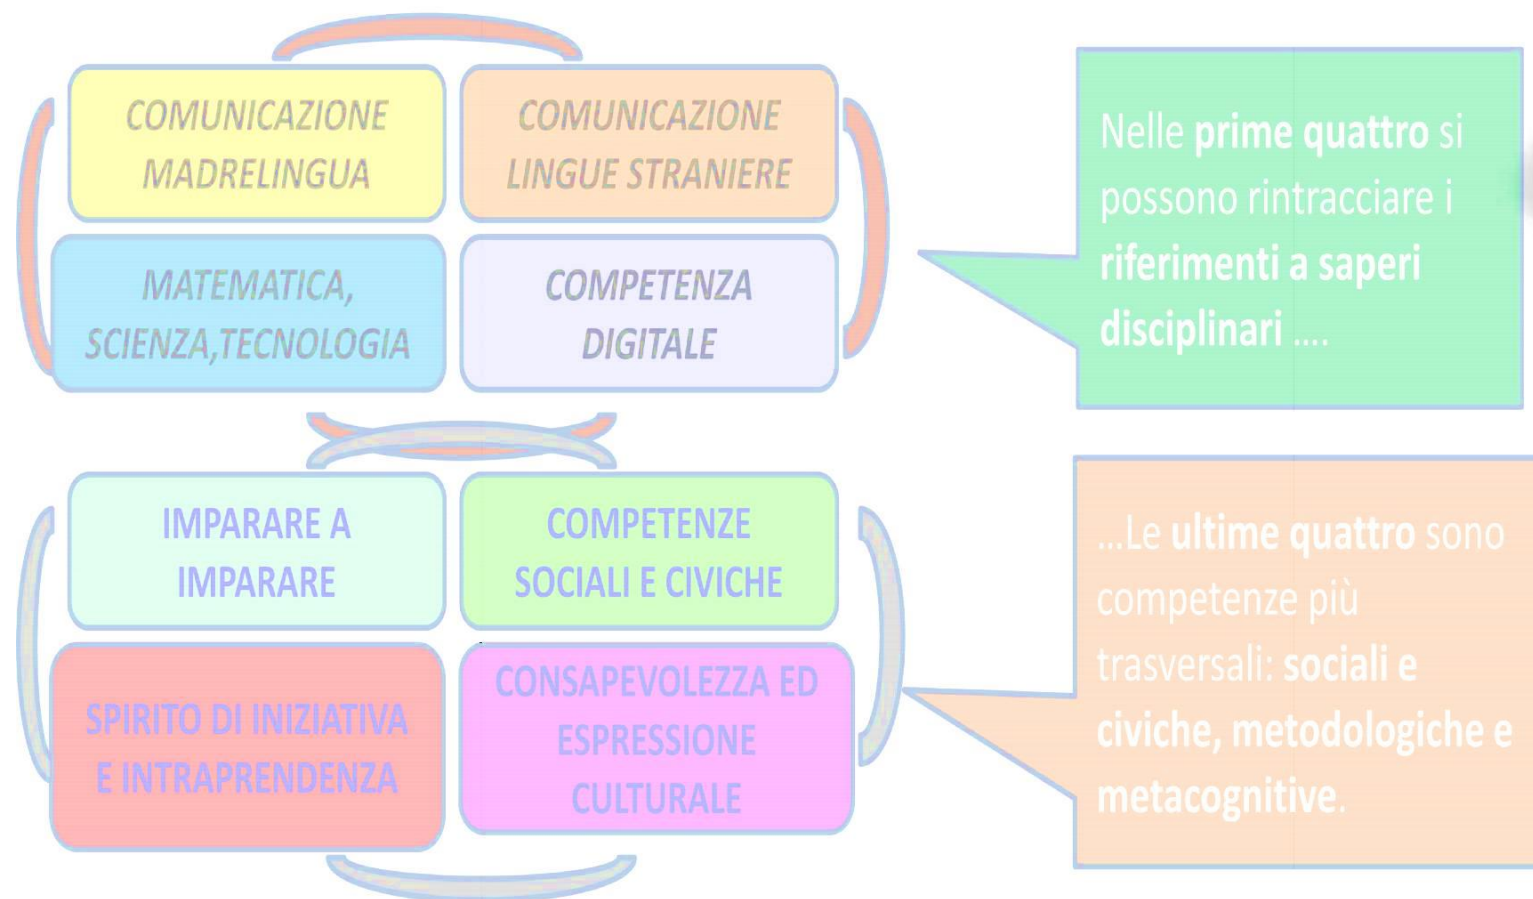 COMUNICAZIONE
MADRELINGUA
COMUNICAZIONE
LINGUE STRANIERE
MATEMATICA,
SCIENZA,TECNOLOGIA
COMPETENZA
DIGITALE
Nelle prime quattro si
possono rintracciare i
riferimenti a saperi
disciplinari ....
IMPARARE A
IMPARARE
COMPETENZE
SOCIALI E CIVICHE
SPIRITO DI INIZIATIVA
E INTRAPRENDENZA
CONSAPEVOLEZZA ED
ESPRESSIONE
CULTURALE
...Le ultime quattro sono
competenze più
trasversali: sociali e
civiche, metodologiche e
metacognitive.